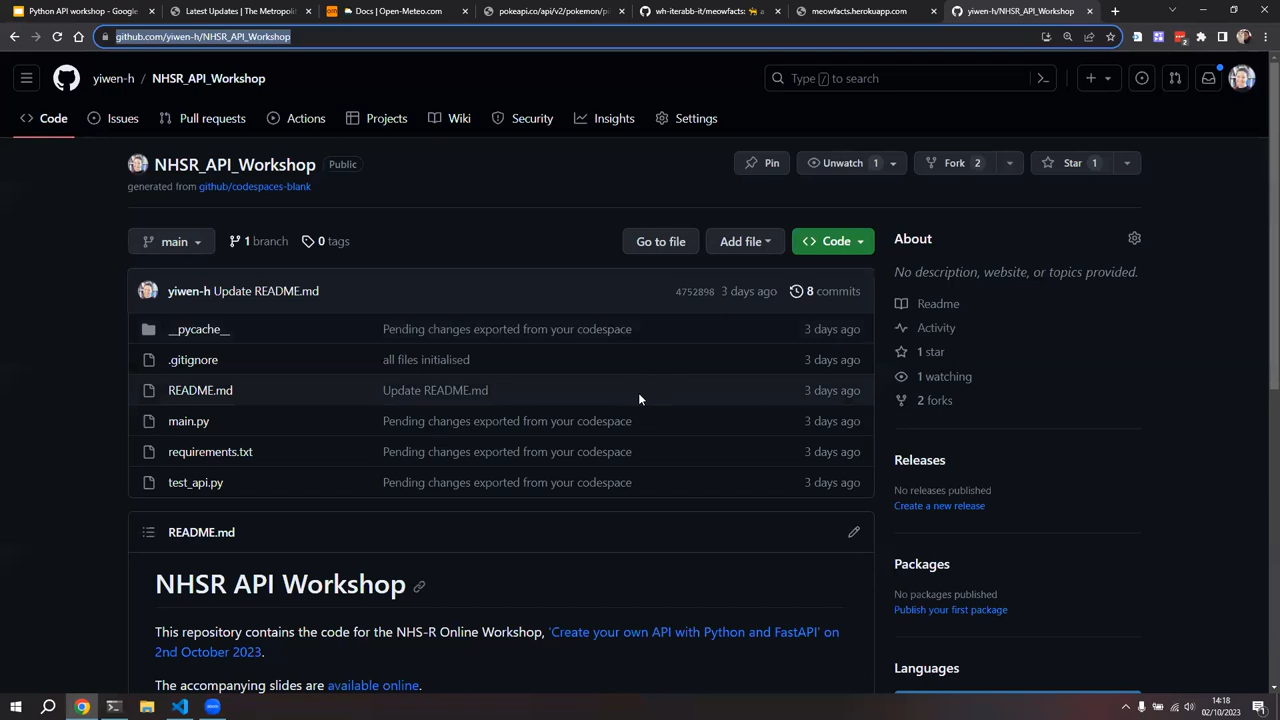 Python API workshop - Google
Latest Updates | The Metropolit
Docs | Open-Meteo.com
pokeapi.co/api/v2/pokemon/pi
wh-iterabb-it/meowfacts:
meowfacts.herokuapp.com
yiwen-h/NHSR_API_Workshop
github.com/yiwen-h/NHSR_API_Workshop
yiwen-h / NHSR_API_Workshop
Type / to search
Code
Issues
Pull requests
Actions
Projects
Wiki
Security
Insights
Settings
NHSR_API_Workshop Public
Pin
Unwatch 1
Fork 2
Star 1
generated from github/codespaces-blank
main
1 branch
0 tags
Go to file
Add file
Code
yiwen-h Update README.md 4752898 3 days ago 8 commits
__pycache__ Pending changes exported from your codespace 3 days ago
.gitignore all files initialised 3 days ago
README.md Update README.md 3 days ago
main.py Pending changes exported from your codespace 3 days ago
requirements.txt Pending changes exported from your codespace 3 days ago
test_api.py Pending changes exported from your codespace 3 days ago
README.md
NHSR API Workshop
This repository contains the code for the NHS-R Online Workshop, 'Create your own API with Python and FastAPI' on
2nd October 2023.
The accompanying slides are available online.
About
No description, website, or topics provided.
Readme
Activity
1 star
1 watching
2 forks
Releases
No releases published
Create a new release
Packages
No packages published
Publish your first package
Languages
14:18
02/10/2023